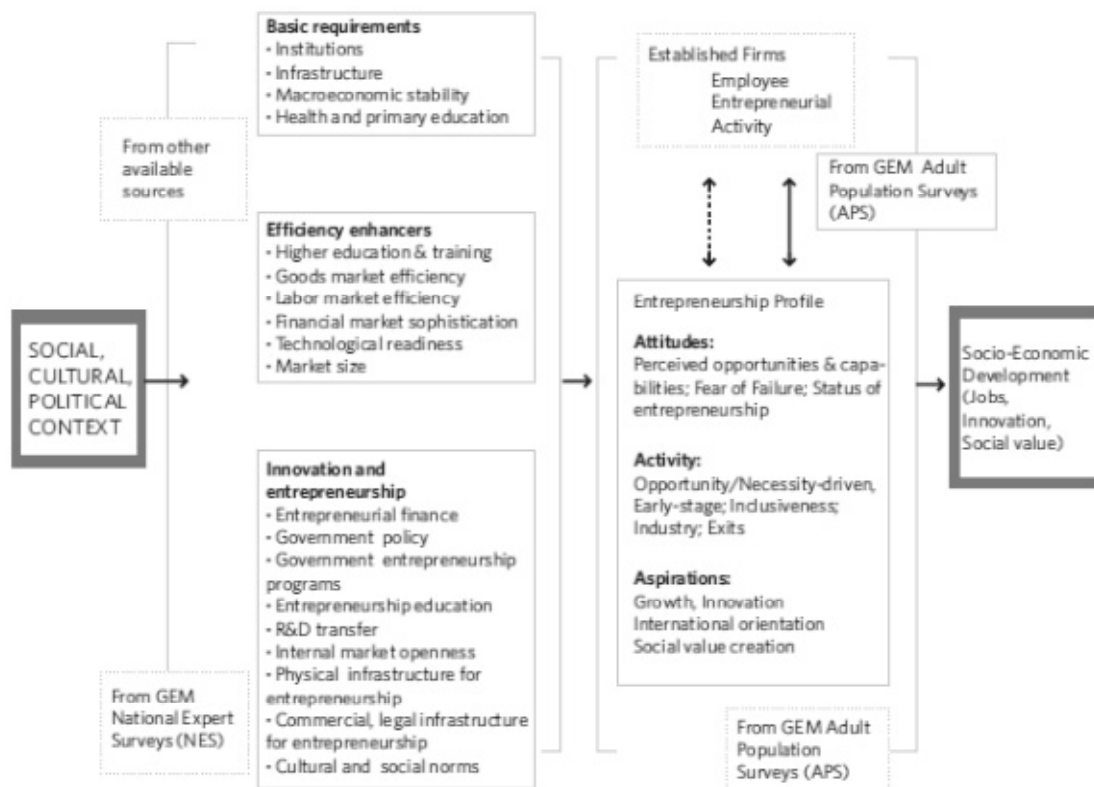 SOCIAL,
CULTURAL,
POLITICAL
CONTEXT
From other
available
sources
From GEM
National Expert
Surveys (NES)
Basic requirements
- Institutions
- Infrastructure
- Macroeconomic stability
- Health and primary education
Efficiency enhancers
- Higher education & training
- Goods market efficiency
- Labor market efficiency
- Financial market sophistication
- Technological readiness
- Market size
Innovation and
entrepreneurship
- Entrepreneurial finance
- Government policy
- Government entrepreneurship
programs
- Entrepreneurship education
- R&D transfer
- Internal market openness
- Physical infrastructure for
entrepreneurship
- Commercial, legal infrastructure
for entrepreneurship
- Cultural and social norms
Established Firms
Employee
Entrepreneurial
Activity
From GEM Adult
Population Surveys
(APS)
Entrepreneurship Profile
Attitudes:
Perceived opportunities & capa-
bilities; Fear of Failure; Status of
entrepreneurship
Activity:
Opportunity/Necessity-driven,
Early-stage; Inclusiveness;
Industry; Exits
Aspirations:
Growth, Innovation
International orientation
Social value creation
From GEM Adult
Population
Surveys (APS)
Socio-Economic
Development
(Jobs,
Innovation,
Social value)